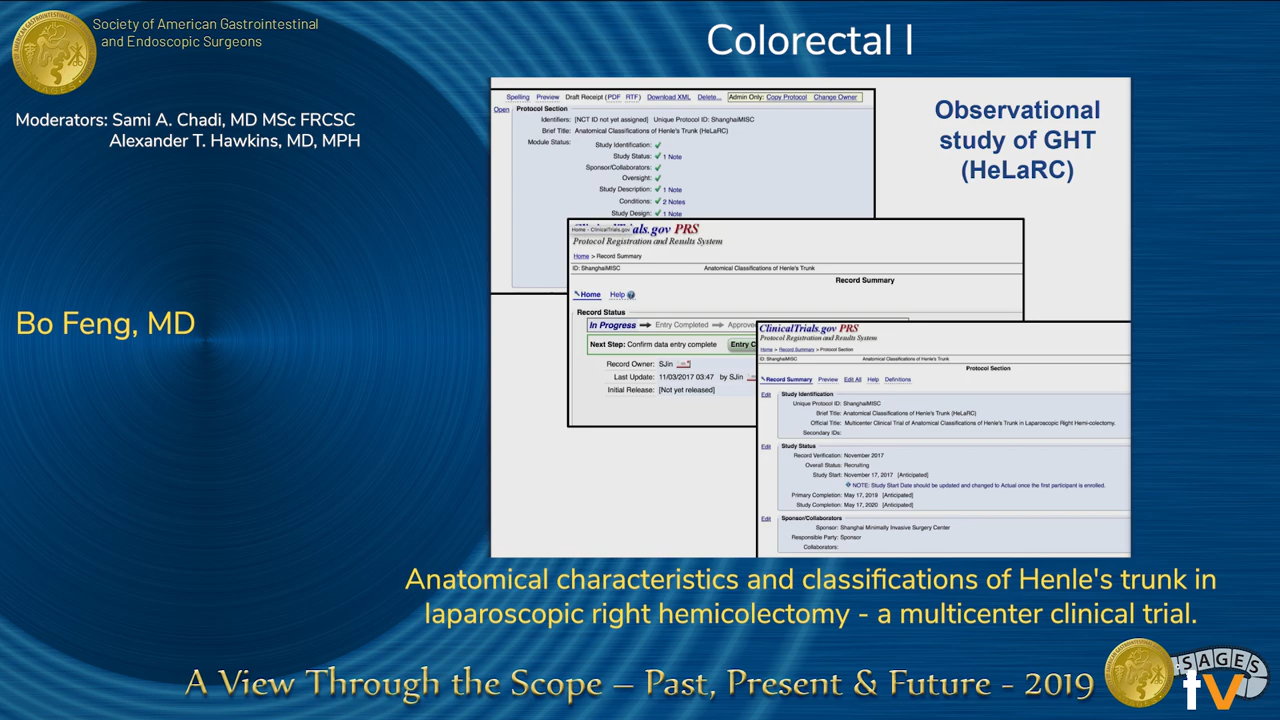 Society of American Gastrointestinal
and Endoscopic Surgeons
Colorectal I
Moderators: Sami A. Chadi, MD MSc FRCSC
Alexander T. Hawkins, MD, MPH
Bo Feng, MD
Observational
study of GHT
(HeLaRC)
Spelling Preview Draft Receipt (PDF RTF) Download XML Delete... Admin Only: Copy Protocol Change Owner
Open Protocol Section
Identifiers: [NCT ID not yet assigned] Unique Protocol ID: ShanghaiMISC
Brief Title: Anatomical Classifications of Henle's Trunk (HeLaRC)
Module Status:
Study Identification: ✓
Study Status: ✓ 1 Note
Sponsor/Collaborators: ✓
Oversight: ✓
Study Description: ✓ 1 Note
Conditions: ✓ 2 Notes
Study Design: ✓ 1 Note
Home - ClinicalTrials.gov als.gov PRS
Protocol Registration and Results System
Home > Record Summary
ID: ShanghaiMISC Anatomical Classifications of Henle's Trunk
Record Summary
Home Help
Record Status
In Progress → Entry Completed → Approve
Next Step: Confirm data entry complete Entry C
Record Owner: SJin
Last Update: 11/03/2017 03:47 by SJin
Initial Release: [Not yet released]
ClinicalTrials.gov PRS
Protocol Registration and Results System
Home > Record Summary > Protocol Section
ID: ShanghaiMISC Anatomical Classifications of Henle's Trunk
Protocol Section
Record Summary Preview Edit All Help Definitions
Edit Study Identification
Unique Protocol ID: ShanghaiMISC
Brief Title: Anatomical Classifications of Henle's Trunk (HeLaRC)
Official Title: Multicenter Clinical Trial of Anatomical Classifications of Henle's Trunk in Laparoscopic Right Hemi-colectomy.
Secondary IDs:
Edit Study Status
Record Verification: November 2017
Overall Status: Recruiting
Study Start: November 17, 2017 [Anticipated]
NOTE: Study Start Date should be updated and changed to Actual once the first participant is enrolled.
Primary Completion: May 17, 2019 [Anticipated]
Study Completion: May 17, 2020 [Anticipated]
Edit Sponsor/Collaborators
Sponsor: Shanghai Minimally Invasive Surgery Center
Responsible Party: Sponsor
Collaborators:
Anatomical characteristics and classifications of Henle's trunk in
laparoscopic right hemicolectomy - a multicenter clinical trial.
A View Through the Scope – Past, Present & Future - 2019
SAGES
tv